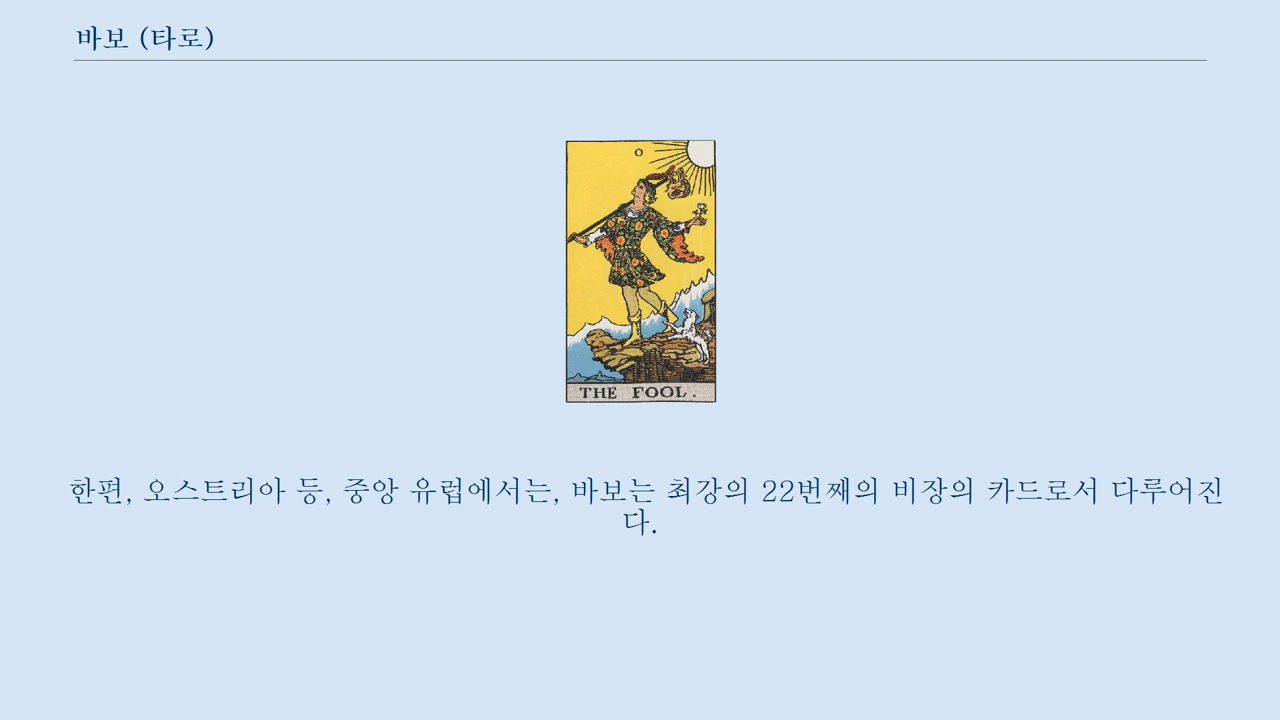 바보 (타로)
0
THE FOOL.
한편, 오스트리아 등, 중앙 유럽에서는, 바보는 최강의 22번째의 비장의 카드로서 다루어진
다.